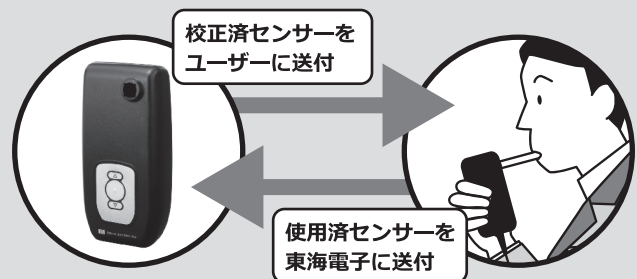 校正済センサーを
ユーザーに送付
使用済センサーを
東海電子に送付